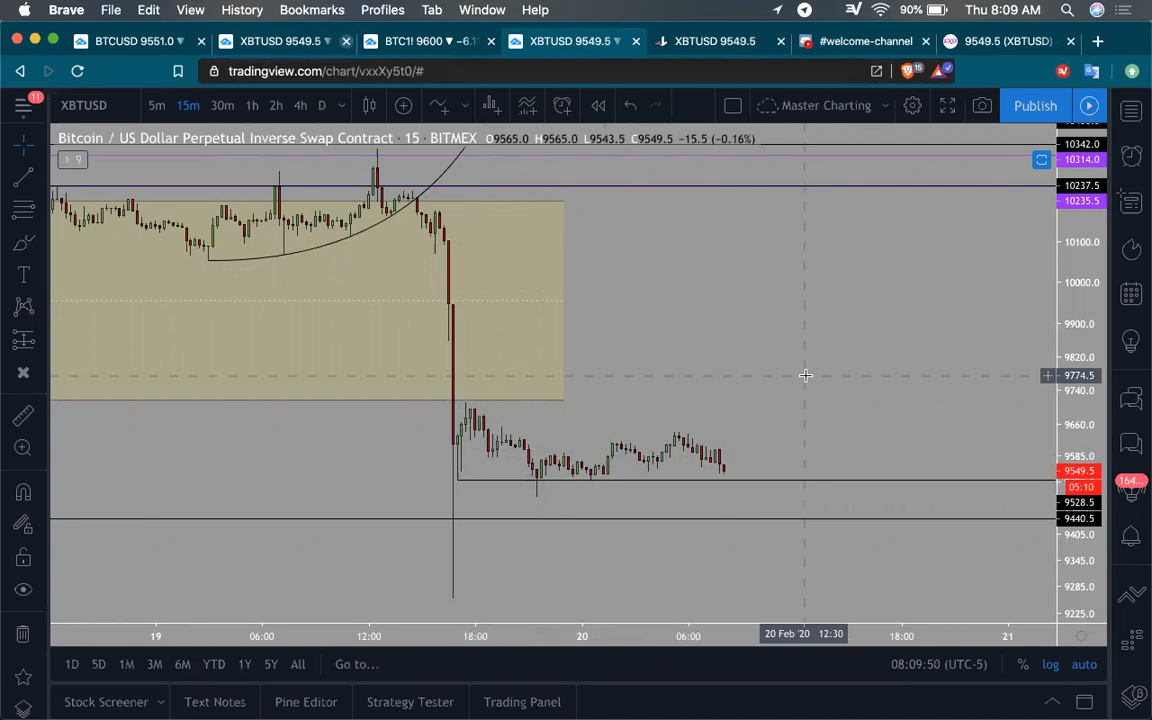 Brave File Edit View History Bookmarks Profiles Tab Window Help 90% Thu 8:09 AM
BTCUSD 9551.0 ▼ XBTUSD 9549.5 ▼ BTC1! 9600 ▼ −6.1 XBTUSD 9549.5 ▼ XBTUSD 9549.5 #welcome-channel 9549.5 (XBTUSD)
tradingview.com/chart/vxxXy5t0/# 15
11 XBTUSD 5m 15m 30m 1h 2h 4h D Master Charting Publish
Bitcoin / US Dollar Perpetual Inverse Swap Contract · 15 · BITMEX O9565.0 H9565.0 L9543.5 C9549.5 −15.5 (−0.16%)
9
10342.0
10314.0
10237.5
10235.5
10100.0
10000.0
9900.0
9820.0
9774.5
9740.0
9660.0
9585.0
9549.5
05:10
164
9528.5
9440.5
9405.0
9345.0
9285.0
9225.0
19 06:00 12:00 18:00 20 06:00 20 Feb '20 12:30 18:00 21
1D 5D 1M 3M 6M YTD 1Y 5Y All Go to... 08:09:50 (UTC-5) % log auto
Stock Screener Text Notes Pine Editor Strategy Tester Trading Panel